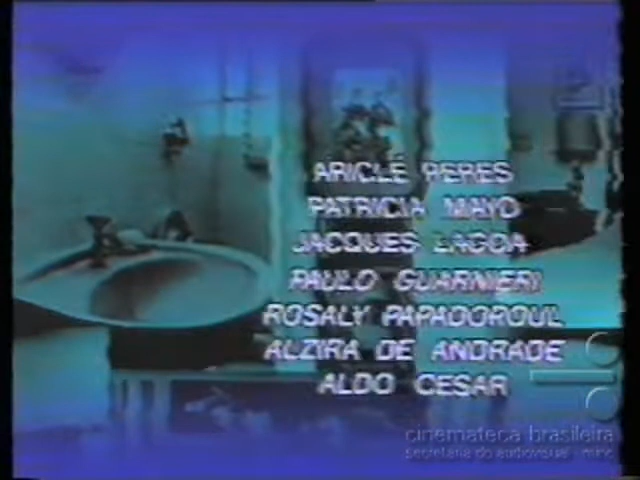 ARICLÊ PERES
PATRICIA MAYO
JACQUES LAGOA
PAULO GUARNIERI
ROSALY PAPADOPOUL
ALZIRA DE ANDRADE
ALDO CESAR
cinemateca brasileira
secretaria do audiovisual - minc